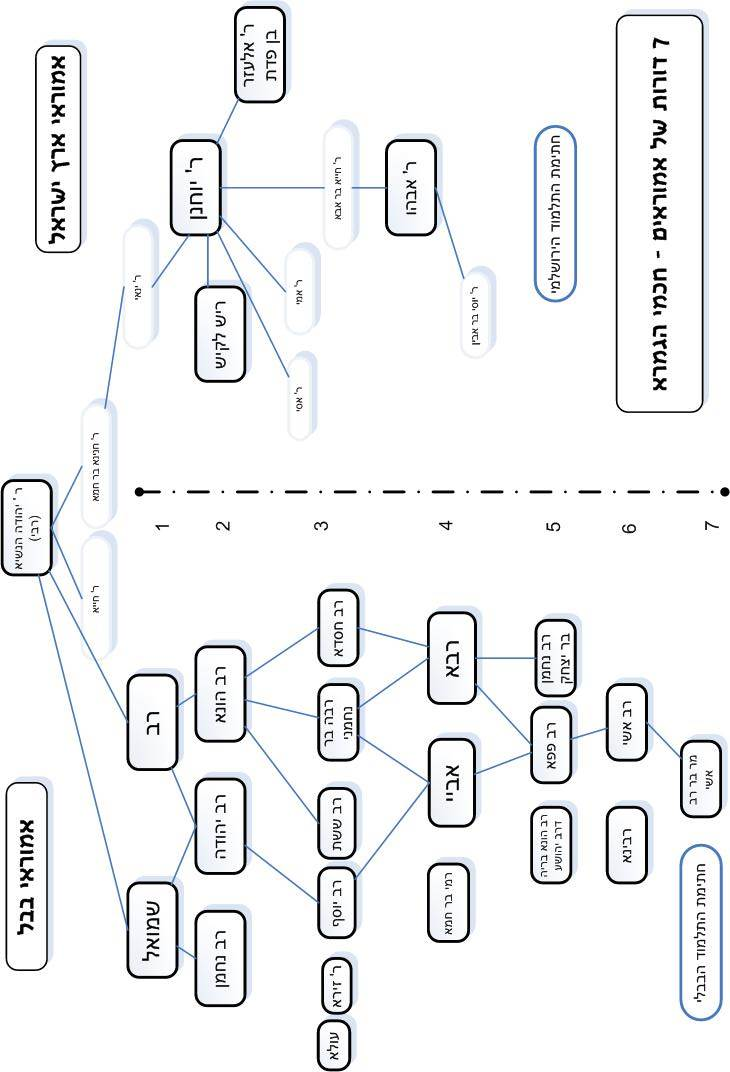 7 דורות של אמוראים - חכמי הגמרא
אמוראי ארץ ישראל
אמוראי בבל
ר' יהודה הנשיא
(רבי)
ר' חנינא בר חמא
ר' חייא
1
ר' ינאי
רב
שמואל
2
ר' אלעזר
בן פדת
ר' יוחנן
ריש לקיש
רב הונא
רב יהודה
רב נחמן
3
ר' חייא בר אבא
ר' אמי
ר' אסי
רב חסדא
רבה בר
נחמני
רב ששת
רב יוסף
ר' זירא
עולא
4
ר' אבהו
ר' יוסי בר אבין
רבא
אביי
רמי בר חמא
5
חתימת התלמוד הירושלמי
רב נחמן
בר יצחק
רב פפא
רב הונא בריה
דרב יהושע
6
רב אשי
רבינא
7
מר בר רב
אשי
חתימת התלמוד הבבלי